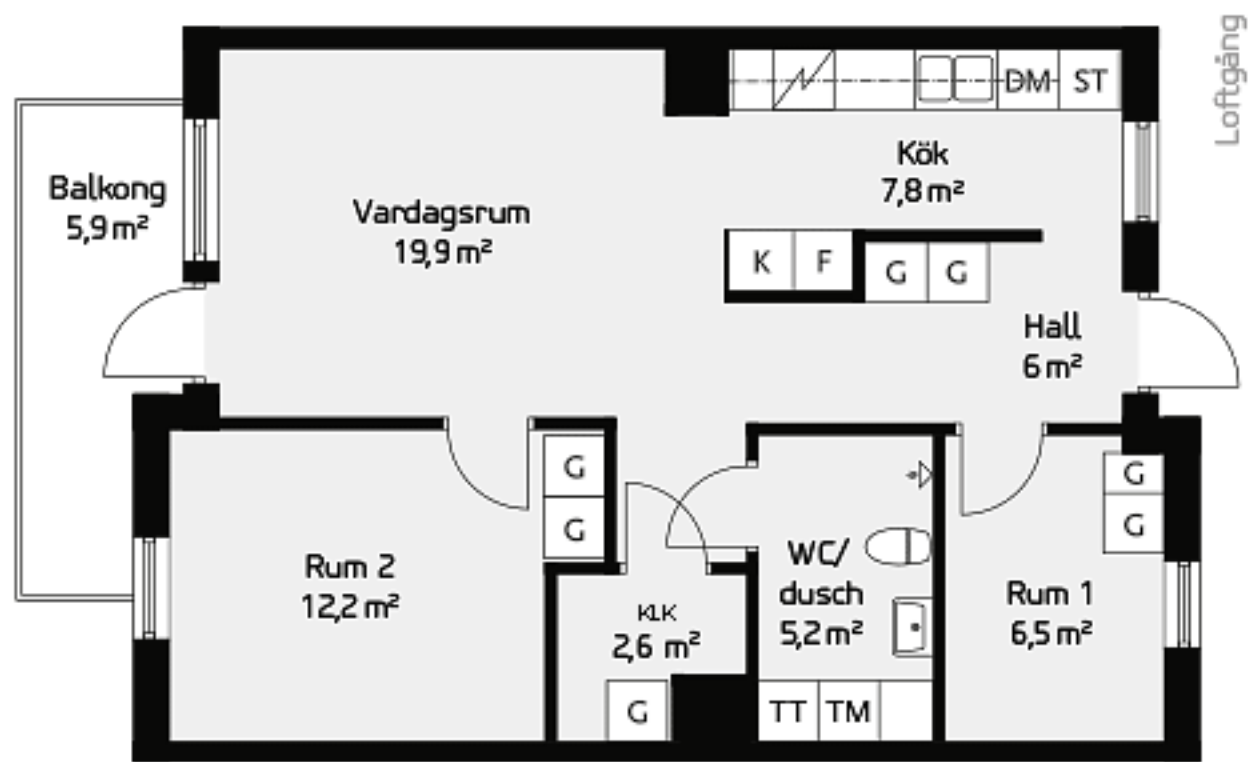 Loftgång
DM ST
Kök
7,8 m²
Balkong
5,9 m²
Vardagsrum
19,9 m²
K F G G
Hall
6 m²
G
G
G
G
Rum 2
12,2 m²
KLK
2,6 m²
WC/
dusch
5,2 m²
Rum 1
6,5 m²
G
TT TM